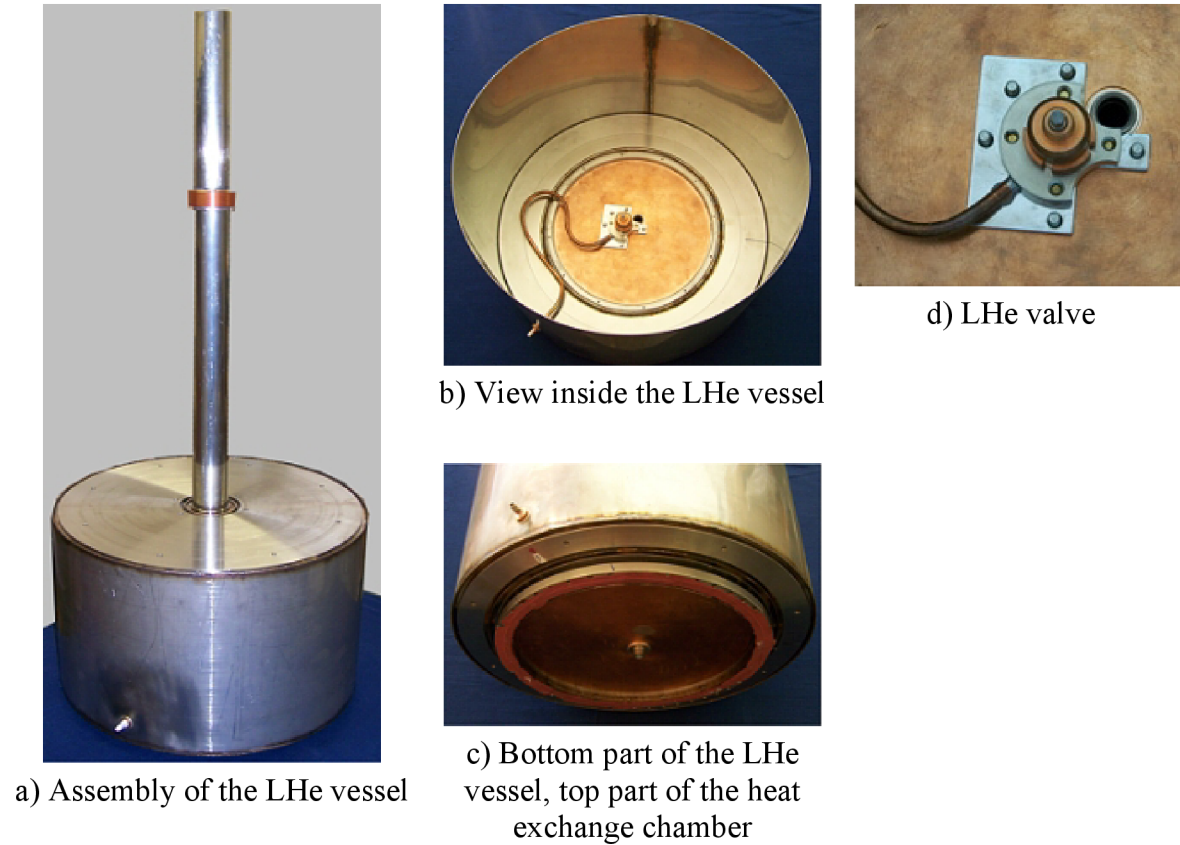 a) Assembly of the LHe vessel
b) View inside the LHe vessel
c) Bottom part of the LHe
vessel, top part of the heat
exchange chamber
d) LHe valve